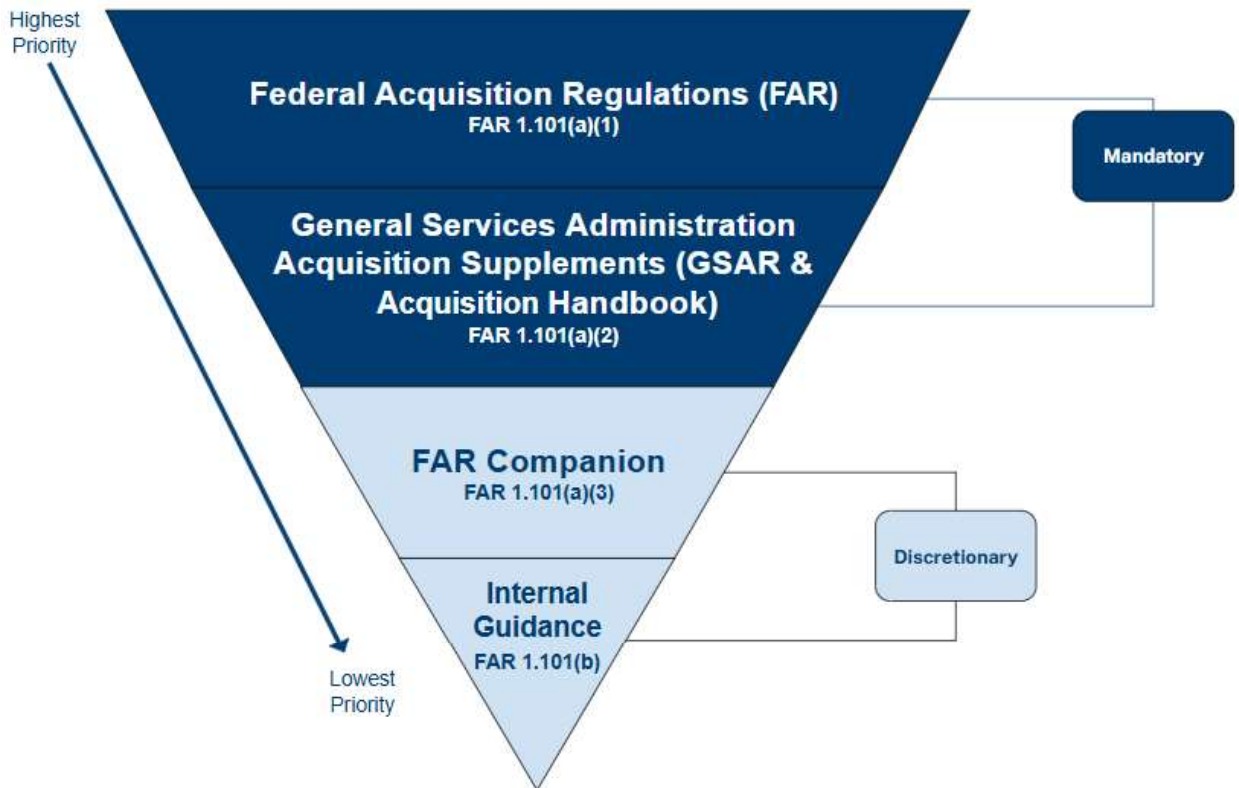 Highest
Priority
Federal Acquisition Regulations (FAR)
FAR 1.101(a)(1)
Mandatory
General Services Administration
Acquisition Supplements (GSAR &
Acquisition Handbook)
FAR 1.101(a)(2)
FAR Companion
FAR 1.101(a)(3)
Discretionary
Internal
Guidance
FAR 1.101(b)
Lowest
Priority